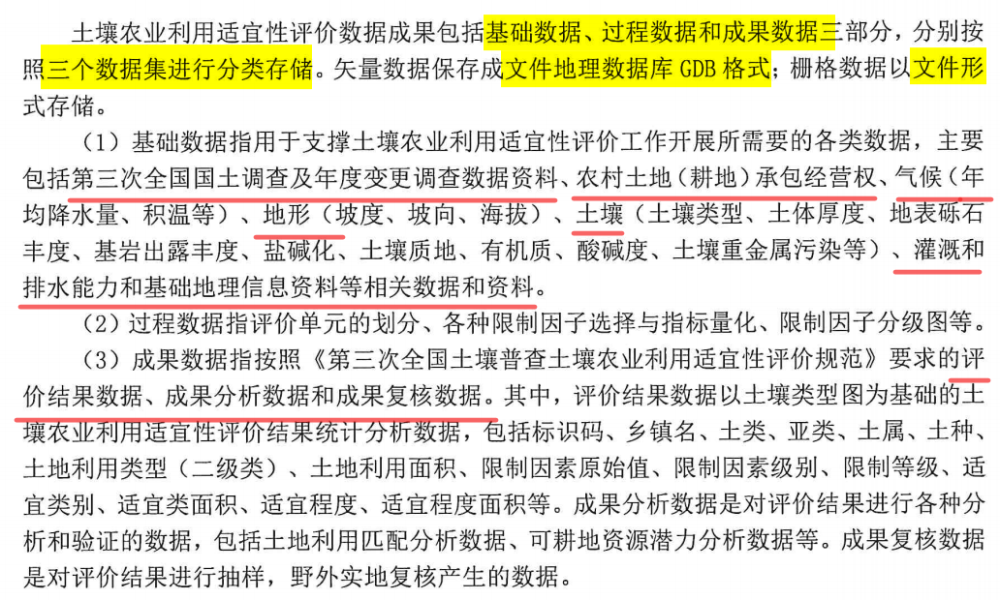 土壤农业利用适宜性评价数据成果包括基础数据、过程数据和成果数据三部分，分别按
照三个数据集进行分类存储。矢量数据保存成文件地理数据库 GDB 格式；栅格数据以文件形
式存储。
（1）基础数据指用于支撑土壤农业利用适宜性评价工作开展所需要的各类数据，主要
包括第三次全国国土调查及年度变更调查数据资料、农村土地（耕地）承包经营权、气候（年
均降水量、积温等）、地形（坡度、坡向、海拔）、土壤（土壤类型、土体厚度、地表砾石
丰度、基岩出露丰度、盐碱化、土壤质地、有机质、酸碱度、土壤重金属污染等）、灌溉和
排水能力和基础地理信息资料等相关数据和资料。
（2）过程数据指评价单元的划分、各种限制因子选择与指标量化、限制因子分级图等。
（3）成果数据指按照《第三次全国土壤普查土壤农业利用适宜性评价规范》要求的评
价结果数据、成果分析数据和成果复核数据。其中，评价结果数据以土壤类型图为基础的土
壤农业利用适宜性评价结果统计分析数据，包括标识码、乡镇名、土类、亚类、土属、土种、
土地利用类型（二级类）、土地利用面积、限制因素原始值、限制因素级别、限制等级、适
宜类别、适宜类面积、适宜程度、适宜程度面积等。成果分析数据是对评价结果进行各种分
析和验证的数据，包括土地利用匹配分析数据、可耕地资源潜力分析数据等。成果复核数据
是对评价结果进行抽样，野外实地复核产生的数据。